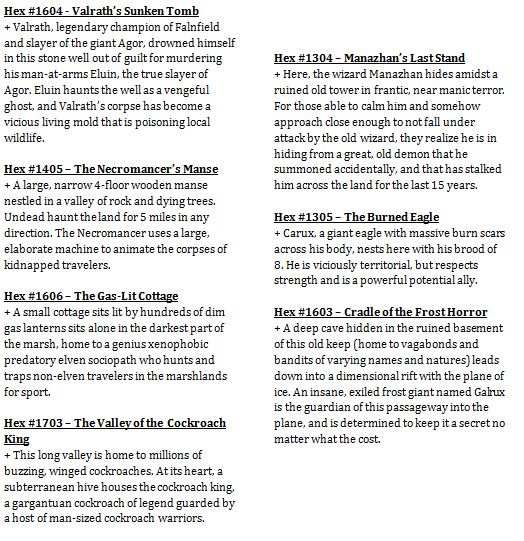 Hex #1604 - Valrath's Sunken Tomb
+ Valrath, legendary champion of Falnfield
and slayer of the giant Agor, drowned himself
in this stone well out of guilt for murdering
his man-at-arms Eluin, the true slayer of
Agor. Eluin haunts the well as a vengeful
ghost, and Valrath's corpse has become a
vicious living mold that is poisoning local
wildlife.
Hex #1405 – The Necromancer's Manse
+ A large, narrow 4-floor wooden manse
nestled in a valley of rock and dying trees.
Undead haunt the land for 5 miles in any
direction. The Necromancer uses a large,
elaborate machine to animate the corpses of
kidnapped travelers.
Hex #1606 – The Gas-Lit Cottage
+ A small cottage sits lit by hundreds of dim
gas lanterns sits alone in the darkest part of
the marsh, home to a genius xenophobic
predatory elven sociopath who hunts and
traps non-elven travelers in the marshlands
for sport.
Hex #1703 – The Valley of the Cockroach
King
+ This long valley is home to millions of
buzzing, winged cockroaches. At its heart, a
subterranean hive houses the cockroach king,
a gargantuan cockroach of legend guarded by
a host of man-sized cockroach warriors.
Hex #1304 – Manazhan's Last Stand
+ Here, the wizard Manazhan hides amidst a
ruined old tower in frantic, near manic terror.
For those able to calm him and somehow
approach close enough to not fall under
attack by the old wizard, they realize he is in
hiding from a great, old demon that he
summoned accidentally, and that has stalked
him across the land for the last 15 years.
Hex #1305 – The Burned Eagle
+ Carux, a giant eagle with massive burn scars
across his body, nests here with his brood of
8. He is viciously territorial, but respects
strength and is a powerful potential ally.
Hex #1603 – Cradle of the Frost Horror
+ A deep cave hidden in the ruined basement
of this old keep (home to vagabonds and
bandits of varying names and natures) leads
down into a dimensional rift with the plane of
ice. An insane, exiled frost giant named Galrux
is the guardian of this passageway into the
plane, and is determined to keep it a secret no
matter what the cost.